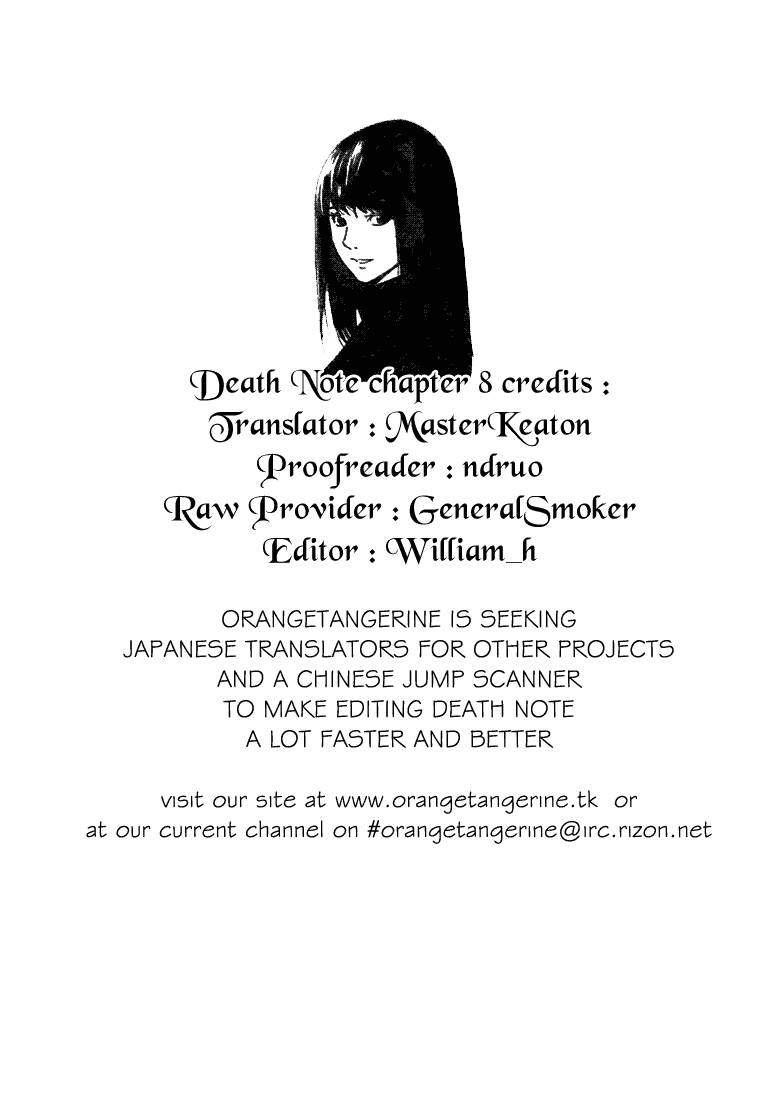 Death Note chapter 8 credits :
Translator : MasterKeaton
Proofreader : ndruo
Raw Provider : GeneralSmoker
Editor : William_h
ORANGETANGERINE IS SEEKING
JAPANESE TRANSLATORS FOR OTHER PROJECTS
AND A CHINESE JUMP SCANNER
TO MAKE EDITING DEATH NOTE
A LOT FASTER AND BETTER
visit our site at www.orangetangerine.tk or
at our current channel on #orangetangerine@irc.rizon.net